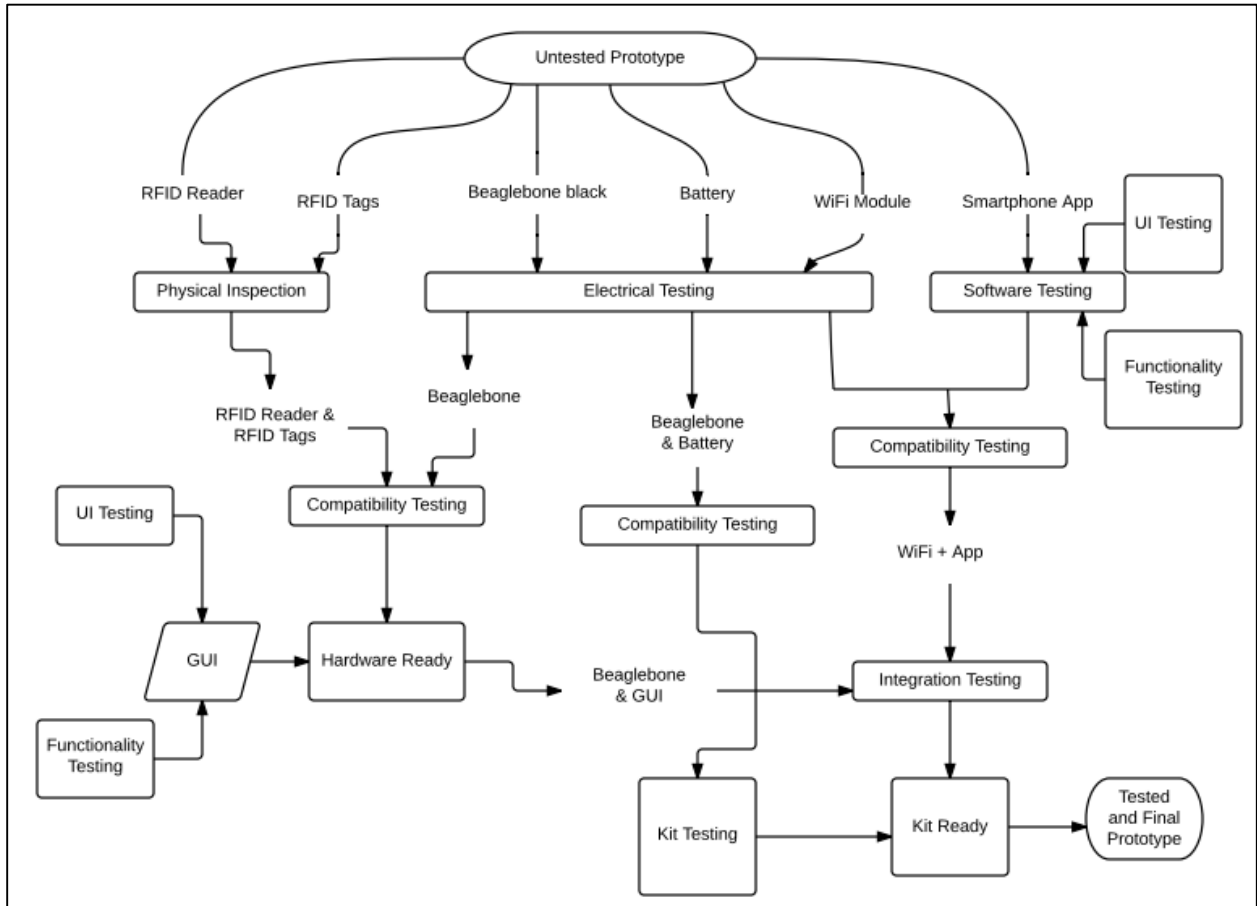 Untested Prototype
RFID Reader
RFID Tags
Beaglebone black
Battery
WiFi Module
Smartphone App
UI Testing
Physical Inspection
Electrical Testing
Software Testing
Functionality
Testing
Beaglebone
RFID Reader &
RFID Tags
Beaglebone
& Battery
Compatibility Testing
UI Testing
Compatibility Testing
Compatibility Testing
WiFi + App
GUI
Hardware Ready
Beaglebone
& GUI
Integration Testing
Functionality
Testing
Kit Testing
Kit Ready
Tested
and Final
Prototype